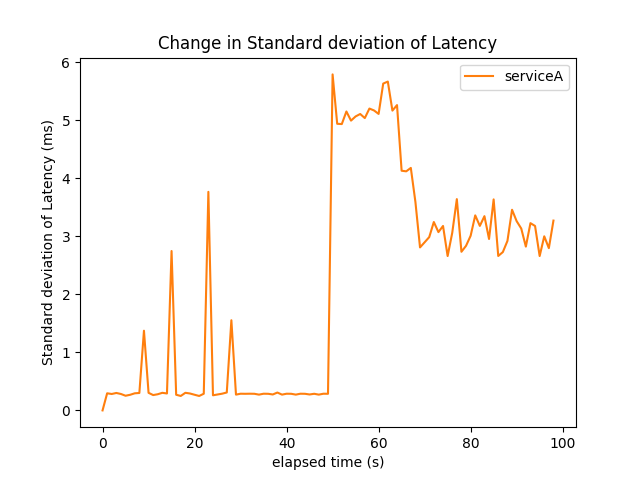 Change in Standard deviation of Latency
serviceA
Standard deviation of Latency (ms)
6
5
4
3
2
1
0
0 20 40 60 80 100
elapsed time (s)